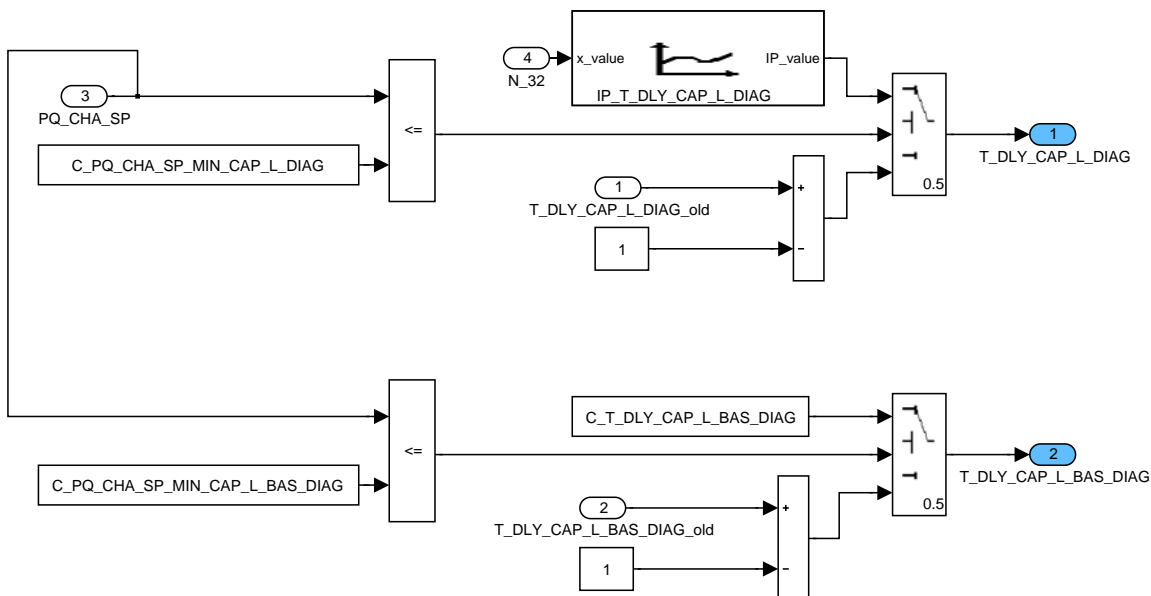 4
x_value
IP_value
N_32
IP_T_DLY_CAP_L_DIAG
3
PQ_CHA_SP
<=
1
T_DLY_CAP_L_DIAG
C_PQ_CHA_SP_MIN_CAP_L_DIAG
0.5
1
+
T_DLY_CAP_L_DIAG_old
1
−
C_T_DLY_CAP_L_BAS_DIAG
<=
2
T_DLY_CAP_L_BAS_DIAG
C_PQ_CHA_SP_MIN_CAP_L_BAS_DIAG
0.5
2
+
T_DLY_CAP_L_BAS_DIAG_old
1
−